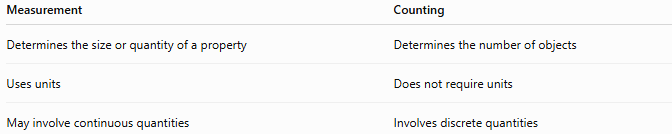 Measurement Counting
Determines the size or quantity of a property Determines the number of objects
Uses units Does not require units
May involve continuous quantities Involves discrete quantities